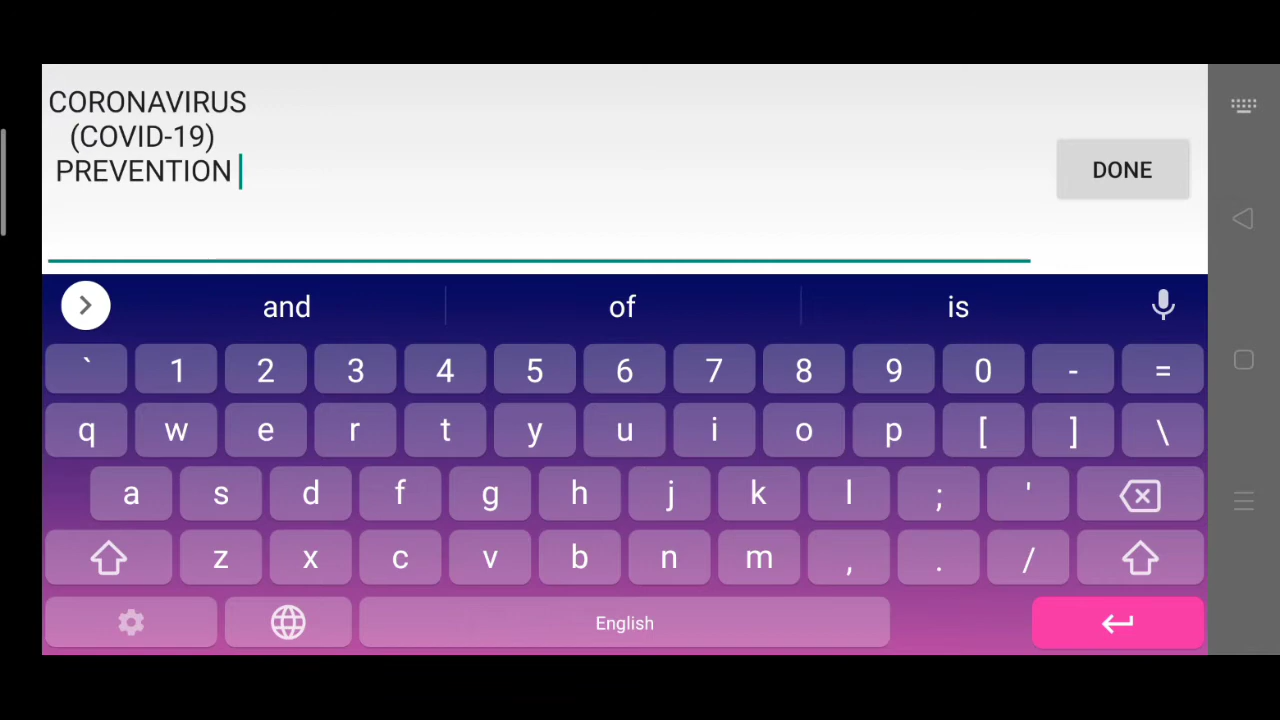 CORONAVIRUS
(COVID-19)
PREVENTION
DONE
and of is
` 1 2 3 4 5 6 7 8 9 0 - =
q w e r t y u i o p [ ] \
a s d f g h j k l ; '
z x c v b n m , . /
English